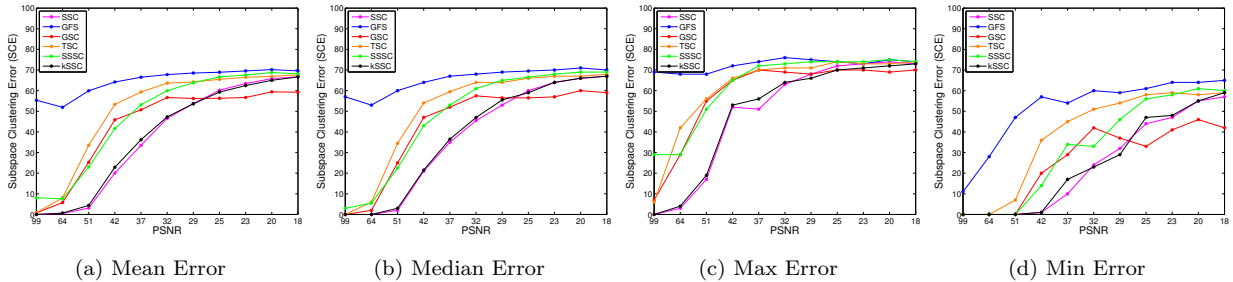 Subspace Clustering Error (SCE)
100
90
80
70
60
50
40
30
20
10
0
SSC
GFS
GSC
TSC
SSSC
kSSC
99 64 51 42 37 32 29 25 23 20 18
PSNR
(a) Mean Error
Subspace Clustering Error (SCE)
100
90
80
70
60
50
40
30
20
10
0
SSC
GFS
GSC
TSC
SSSC
kSSC
99 64 51 42 37 32 29 25 23 20 18
PSNR
(b) Median Error
Subspace Clustering Error (SCE)
100
90
80
70
60
50
40
30
20
10
0
SSC
GFS
GSC
TSC
SSSC
kSSC
99 64 51 42 37 32 29 25 23 20 18
PSNR
(c) Max Error
Subspace Clustering Error (SCE)
100
90
80
70
60
50
40
30
20
10
0
SSC
GFS
GSC
TSC
SSSC
kSSC
99 64 51 42 37 32 29 25 23 20 18
PSNR
(d) Min Error